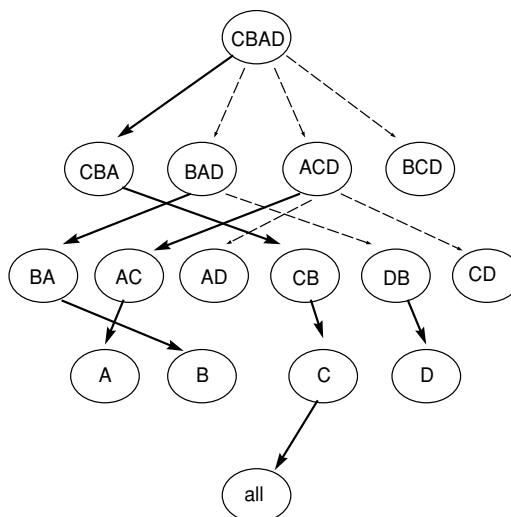 CBAD
CBA BAD ACD BCD
BA AC AD CB DB CD
A B C D
all